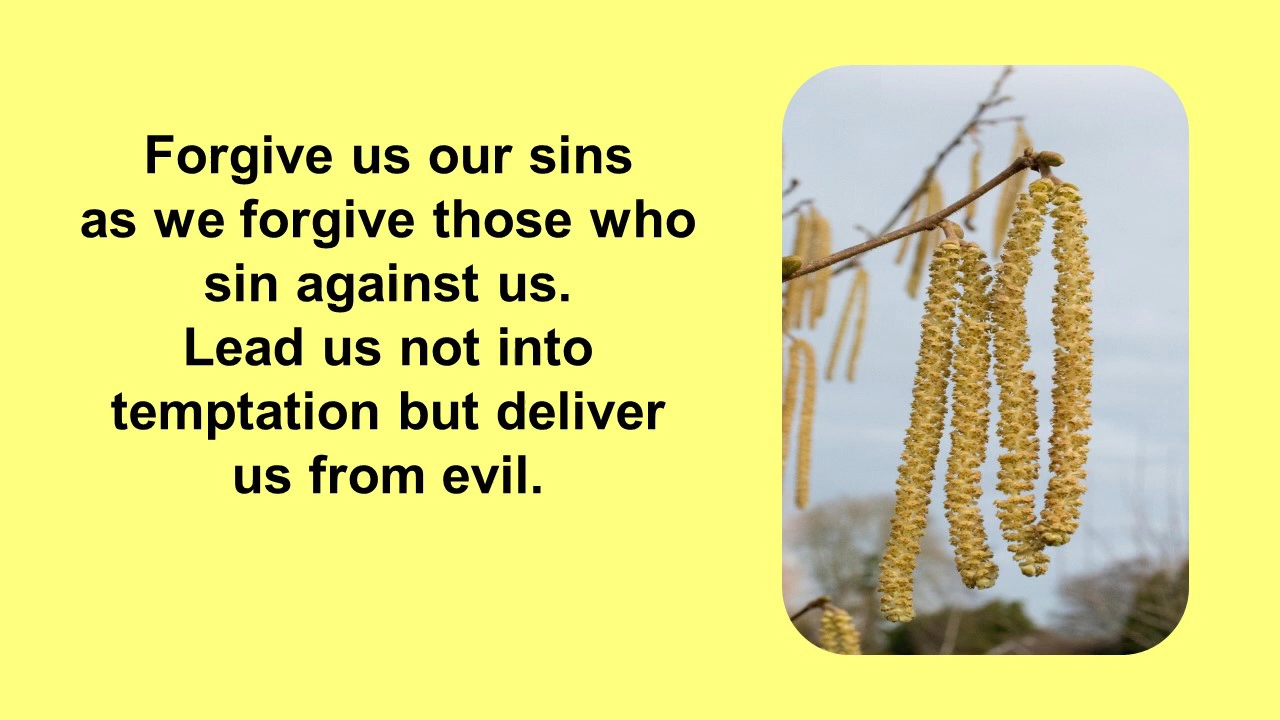 Forgive us our sins
as we forgive those who
sin against us.
Lead us not into
temptation but deliver
us from evil.